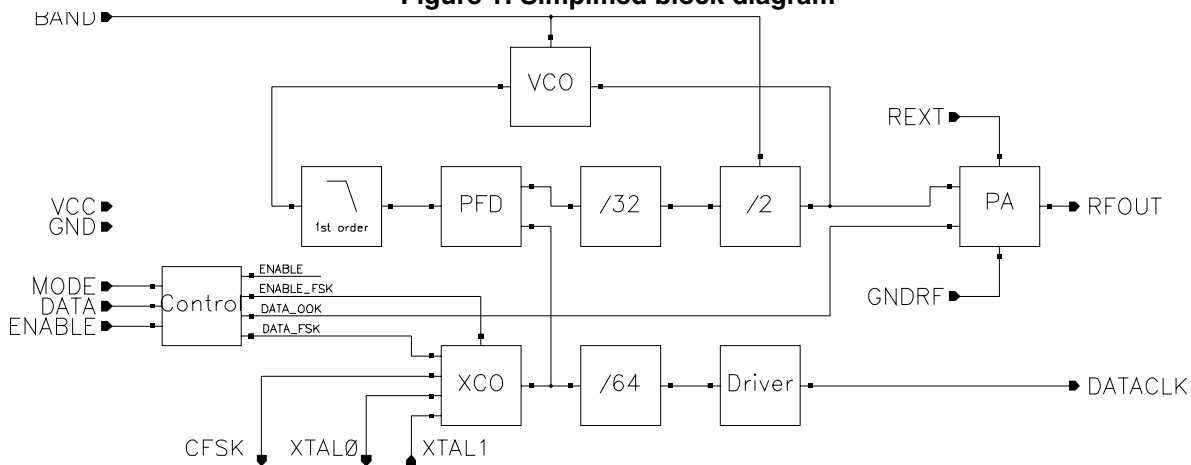 Figure 1. Simplified block diagram
BAND
VCO
REXT
1st order
PFD
/32
/2
PA
RFOUT
VCC
GND
GNDRF
MODE
DATA
ENABLE
Control
ENABLE
ENABLE_FSK
DATA_OOK
DATA_FSK
XCO
/64
Driver
DATACLK
CFSK
XTALØ
XTAL1